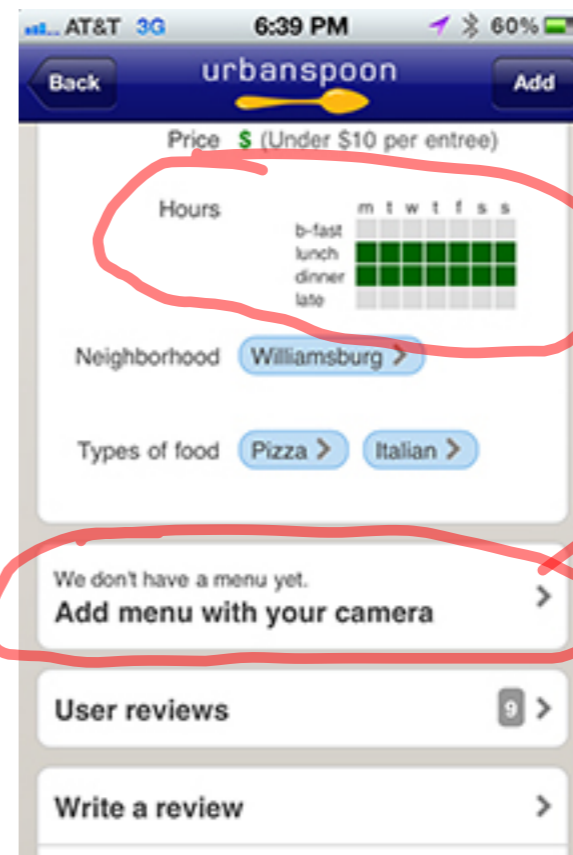 AT&T 3G 6:39 PM 60%
Back urbanspoon Add
Price $ (Under $10 per entree)
Hours m t w t f s s
b-fast
lunch
dinner
late
Neighborhood Williamsburg
Types of food Pizza Italian
We don't have a menu yet.
Add menu with your camera
User reviews 9
Write a review